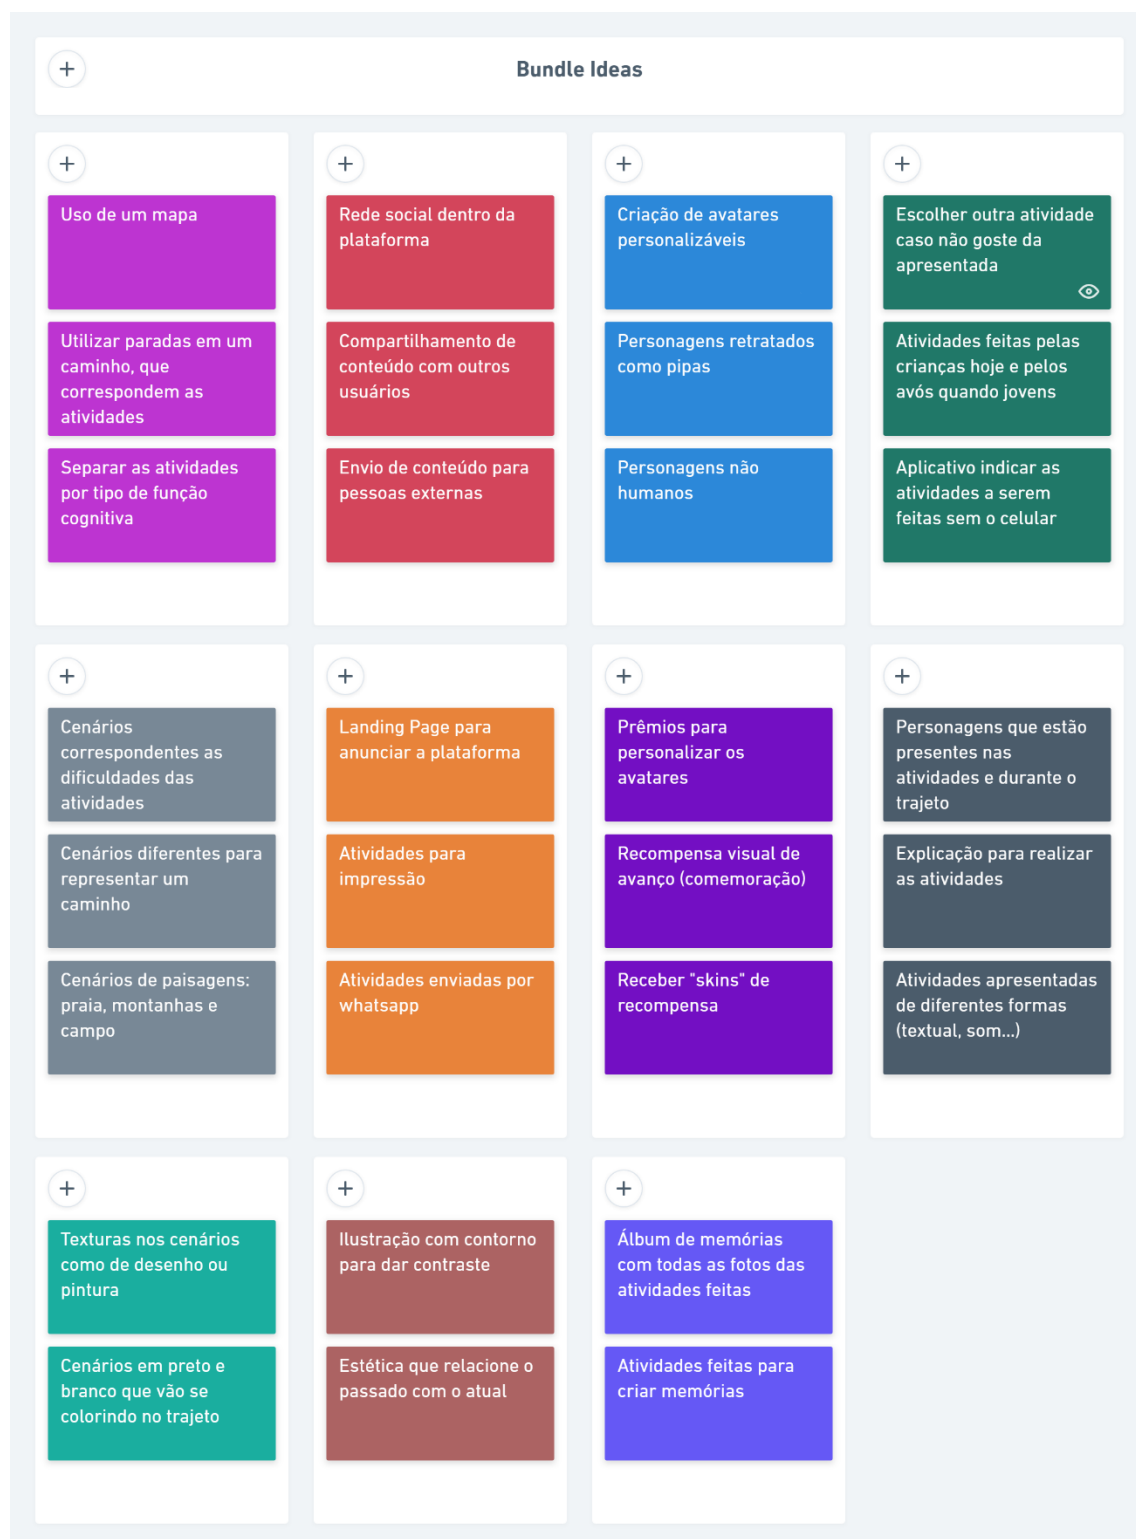 Bundle Ideas
Uso de um mapa
Utilizar paradas em um
caminho, que
correspondem as
atividades
Separar as atividades
por tipo de função
cognitiva
Rede social dentro da
plataforma
Compartilhamento de
conteúdo com outros
usuários
Envio de conteúdo para
pessoas externas
Criação de avatares
personalizáveis
Personagens retratados
como pipas
Personagens não
humanos
Escolher outra atividade
caso não goste da
apresentada
Atividades feitas pelas
crianças hoje e pelos
avós quando jovens
Aplicativo indicar as
atividades a serem
feitas sem o celular
Cenários
correspondentes as
dificuldades das
atividades
Cenários diferentes para
representar um
caminho
Cenários de paisagens:
praia, montanhas e
campo
Landing Page para
anunciar a plataforma
Atividades para
impressão
Atividades enviadas por
whatsapp
Prêmios para
personalizar os
avatares
Recompensa visual de
avanço (comemoração)
Receber "skins" de
recompensa
Personagens que estão
presentes nas
atividades e durante o
trajeto
Explicação para realizar
as atividades
Atividades apresentadas
de diferentes formas
(textual, som...)
Texturas nos cenários
como de desenho ou
pintura
Cenários em preto e
branco que vão se
colorindo no trajeto
Ilustração com contorno
para dar contraste
Estética que relacione o
passado com o atual
Álbum de memórias
com todas as fotos das
atividades feitas
Atividades feitas para
criar memórias